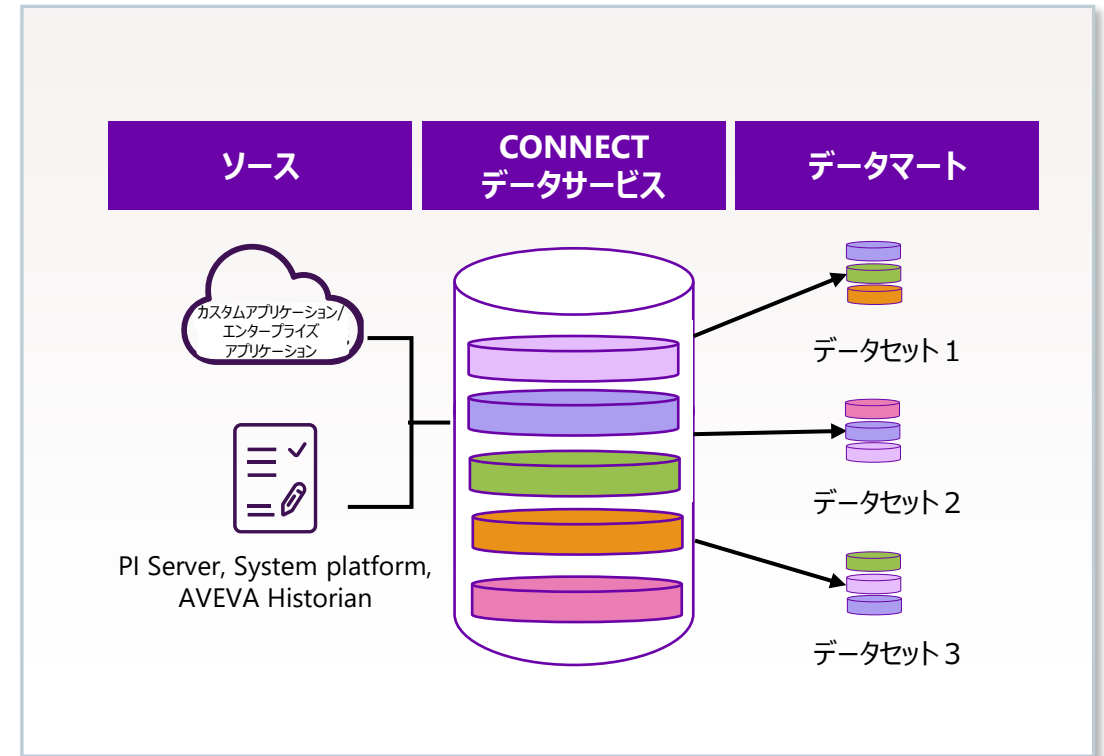 ソース
CONNECT
データサービス
データマート
カスタムアプリケーション/
エンタープライズ
アプリケーション
PI Server, System platform,
AVEVA Historian
データセット 1
データセット 2
データセット 3